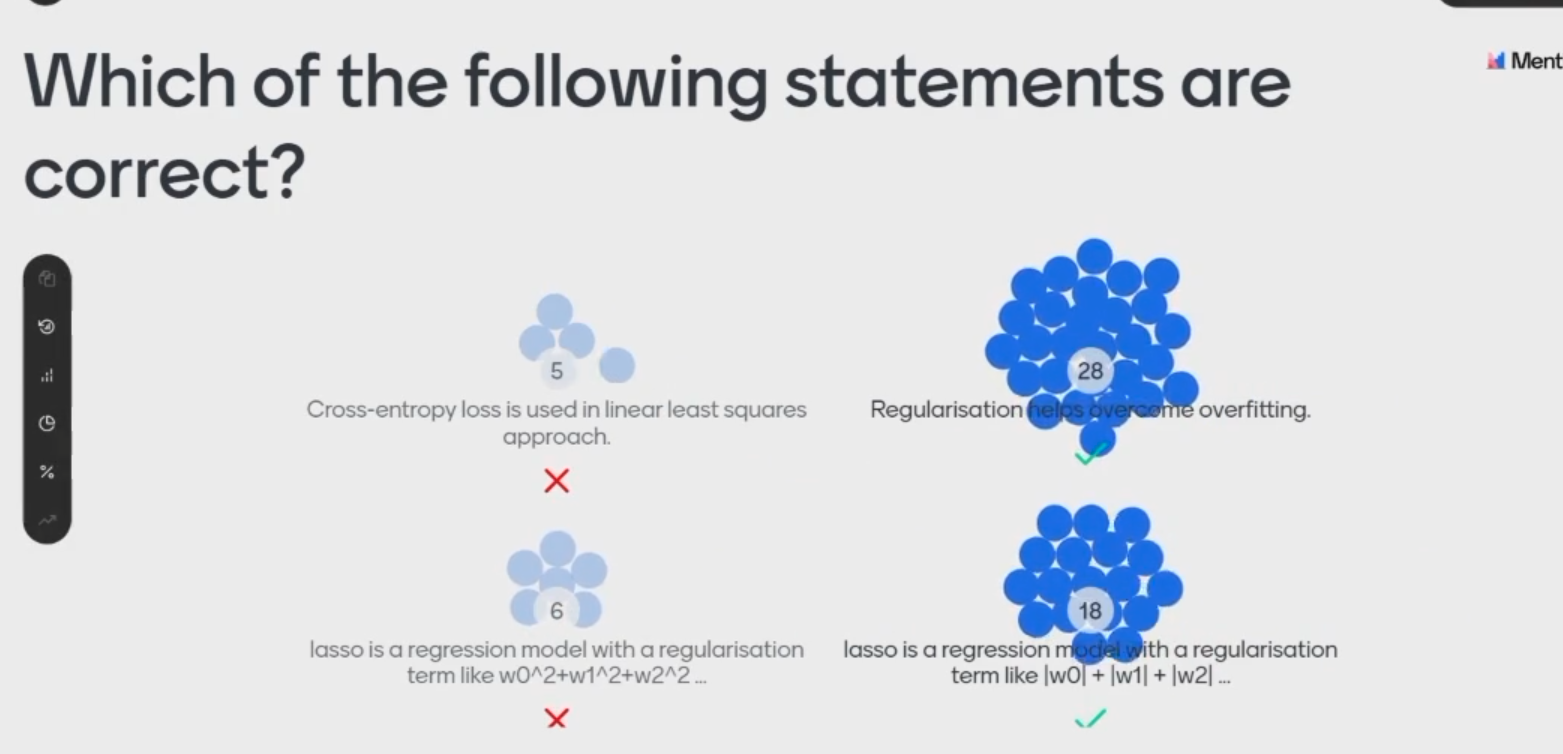 Which of the following statements are
correct?
Ment
5
Cross-entropy loss is used in linear least squares
approach.
28
Regularisation helps overcome overfitting.
6
lasso is a regression model with a regularisation
term like w0^2+w1^2+w2^2 ...
18
lasso is a regression model with a regularisation
term like |w0| + |w1| + |w2| ...